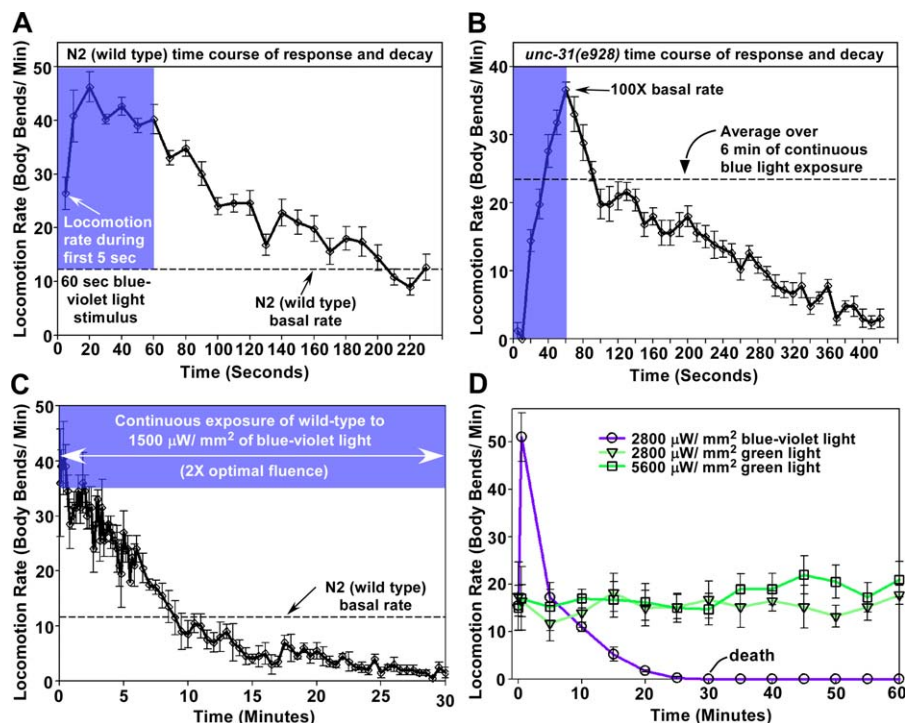 A
N2 (wild type) time course of response and decay
Locomotion Rate (Body Bends/ Min)
50
40
30
20
10
0
Locomotion
rate during
first 5 sec
60 sec blue-
violet light
stimulus
N2 (wild type)
basal rate
0 20 40 60 80 100 120 140 160 180 200 220
Time (Seconds)
B
unc-31(e928) time course of response and decay
Locomotion Rate (Body Bends/ Min)
40
30
20
10
0
100X basal rate
Average over
6 min of continuous
blue light exposure
0 40 80 120 160 200 240 280 320 360 400
Time (Seconds)
C
Locomotion Rate (Body Bends/ Min)
50
40
30
20
10
0
Continuous exposure of wild-type to
1500 µW/ mm2 of blue-violet light
(2X optimal fluence)
N2 (wild type)
basal rate
0 5 10 15 20 25 30
Time (Minutes)
D
Locomotion Rate (Body Bends/ Min)
50
40
30
20
10
0
2800 µW/ mm2 blue-violet light
2800 µW/ mm2 green light
5600 µW/ mm2 green light
death
0 10 20 30 40 50 60
Time (Minutes)